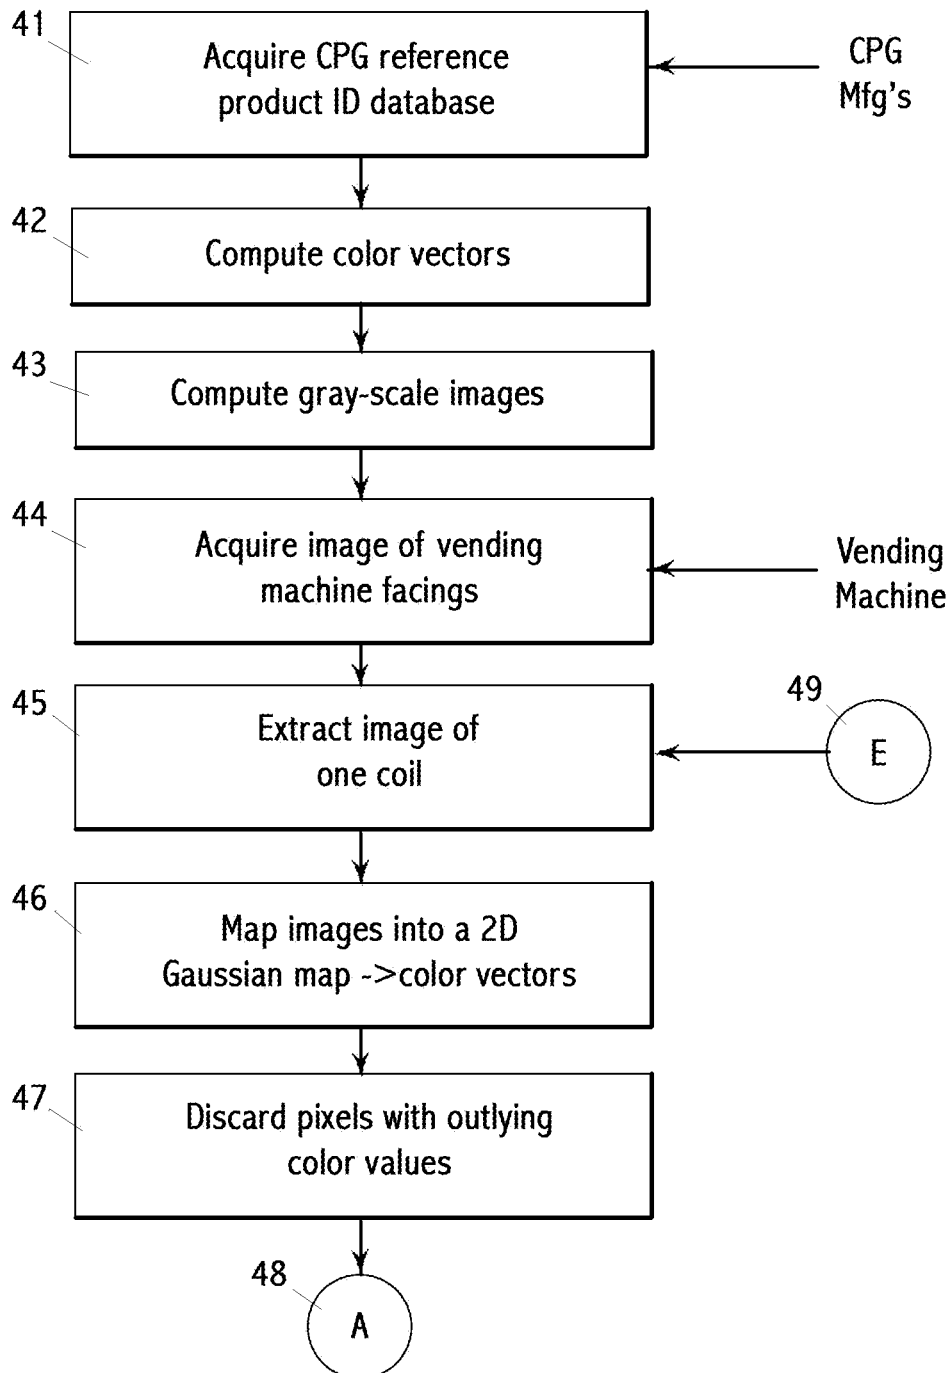 41
Acquire CPG reference
product ID database
CPG
Mfg's
42
Compute color vectors
43
Compute gray-scale images
44
Acquire image of vending
machine facings
Vending
Machine
45
Extract image of
one coil
49
E
46
Map images into a 2D
Gaussian map ->color vectors
47
Discard pixels with outlying
color values
48
A